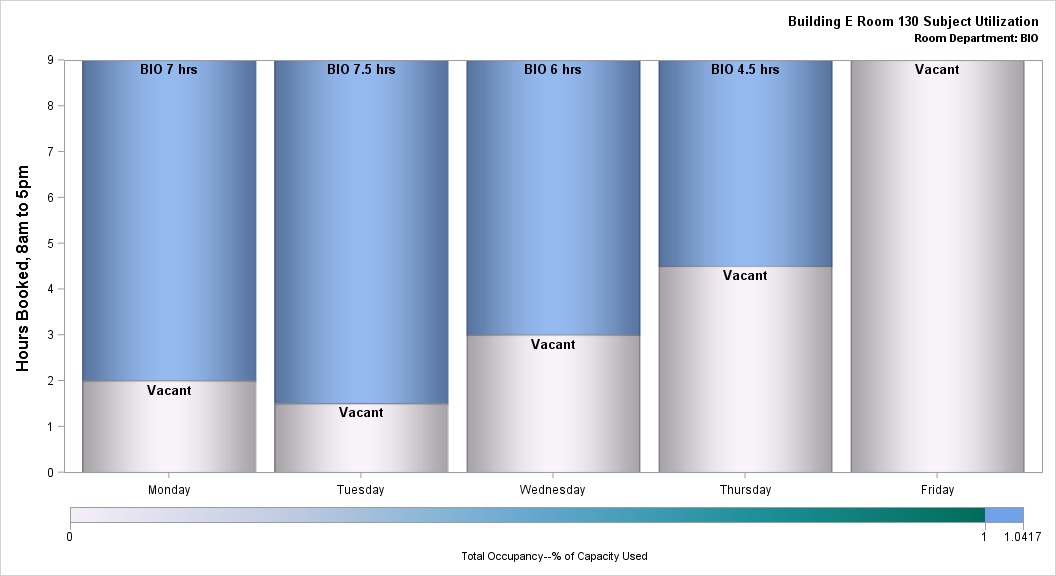 Building E Room 130 Subject Utilization
Room Department: BIO
Hours Booked, 8am to 5pm
9
8
7
6
5
4
3
2
1
0
BIO 7 hrs
BIO 7.5 hrs
BIO 6 hrs
BIO 4.5 hrs
Vacant
Vacant
Vacant
Vacant
Vacant
Monday
Tuesday
Wednesday
Thursday
Friday
0
1
1.0417
Total Occupancy--% of Capacity Used